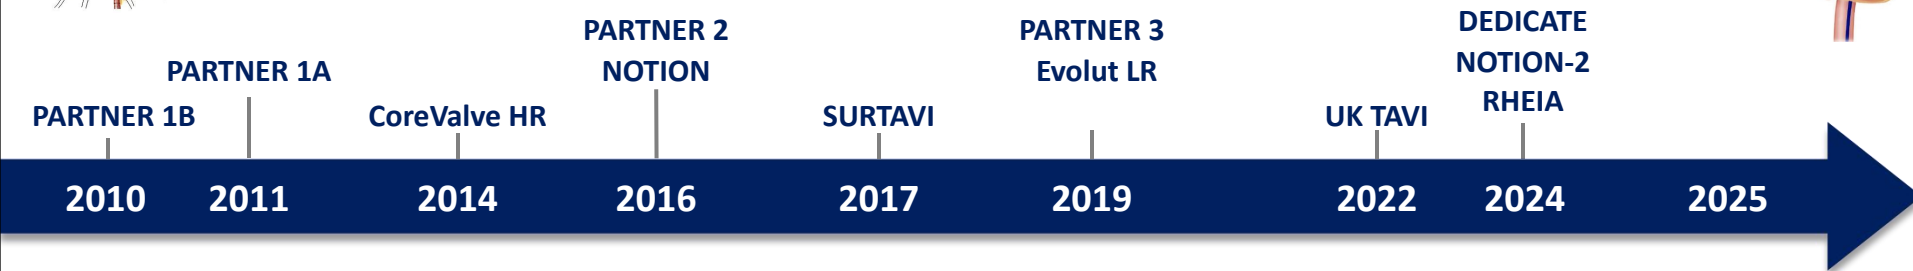 PARTNER 1B
PARTNER 1A
CoreValve HR
PARTNER 2
NOTION
SURTAVI
PARTNER 3
Evolut LR
UK TAVI
DEDICATE
NOTION-2
RHEIA
2010 2011 2014 2016 2017 2019 2022 2024 2025